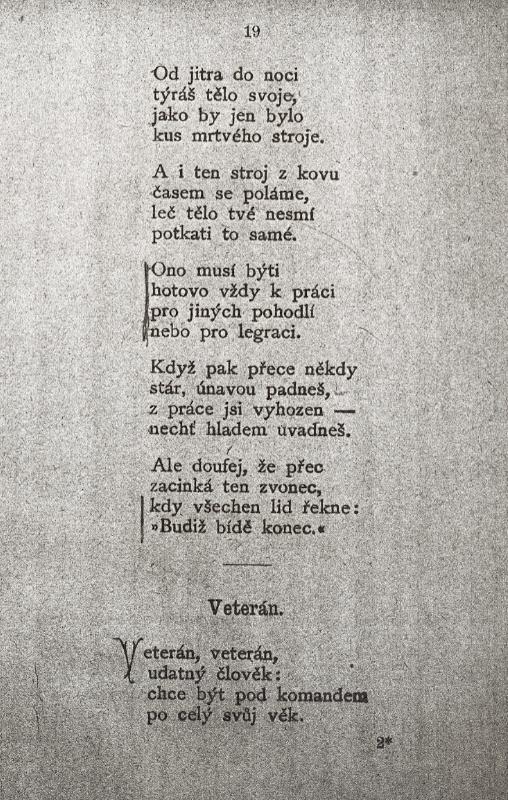 19
Od jitra do noci
týráš tělo svoje,
jako by jen bylo
kus mrtvého stroje.
A i ten stroj z kovu
časem se poláme,
leč tělo tvé nesmí
potkati to samé.
Ono musí býti
hotovo vždy k práci
pro jiných pohodlí
nebo pro legraci.
Když pak přece někdy
stár, únavou padneš,
z práce jsi vyhozen —
nechť hladem uvadneš.
Ale doufej, že přec
zacinká ten zvonec,
kdy všechen lid řekne:
»Budiž bídě konec.«
Veterán.
Veterán, veterán,
udatný člověk:
chce být pod komandem
po celý svůj věk.
2*